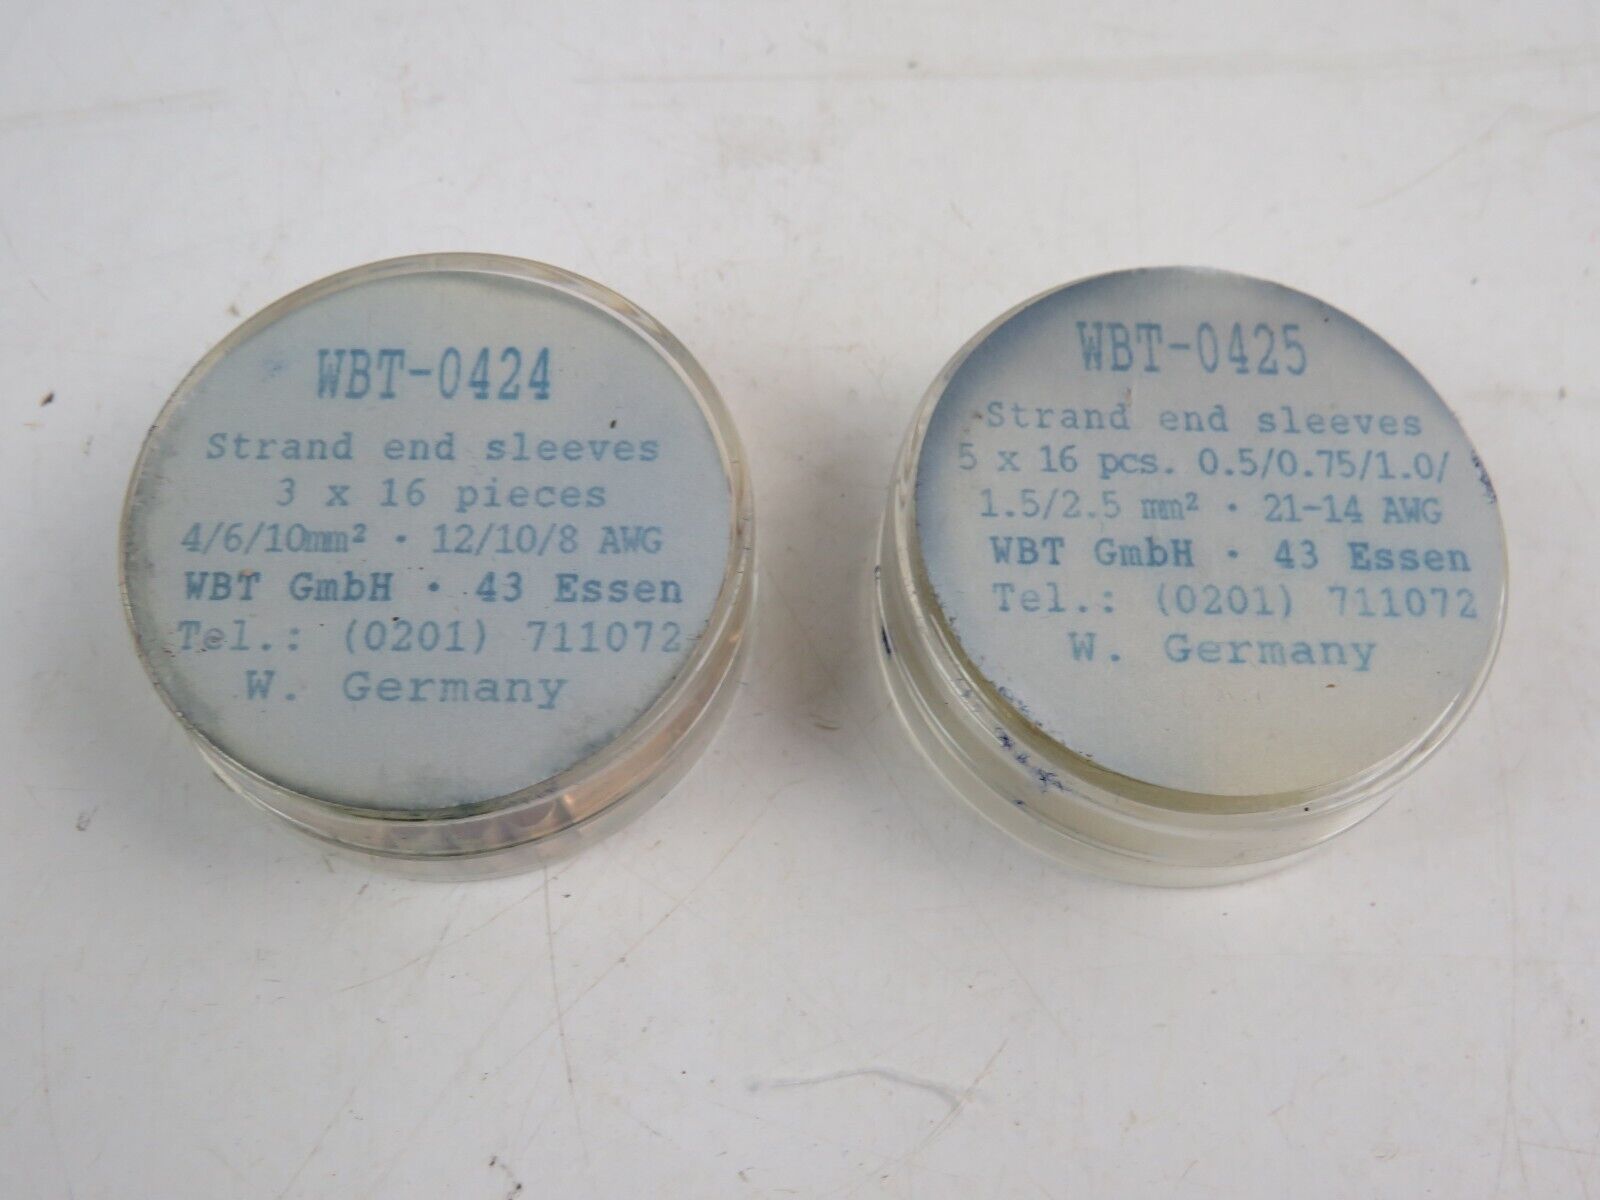 WBT-0424
Strand end sleeves
3 x 16 pieces
4/6/10mm² · 12/10/8 AWG
WBT GmbH · 43 Essen
Tel.: (0201) 711072
W. Germany
WBT-0425
Strand end sleeves
5 x 16 pcs. 0.5/0.75/1.0/
1.5/2.5 mm² · 21-14 AWG
WBT GmbH · 43 Essen
Tel.: (0201) 711072
W. Germany